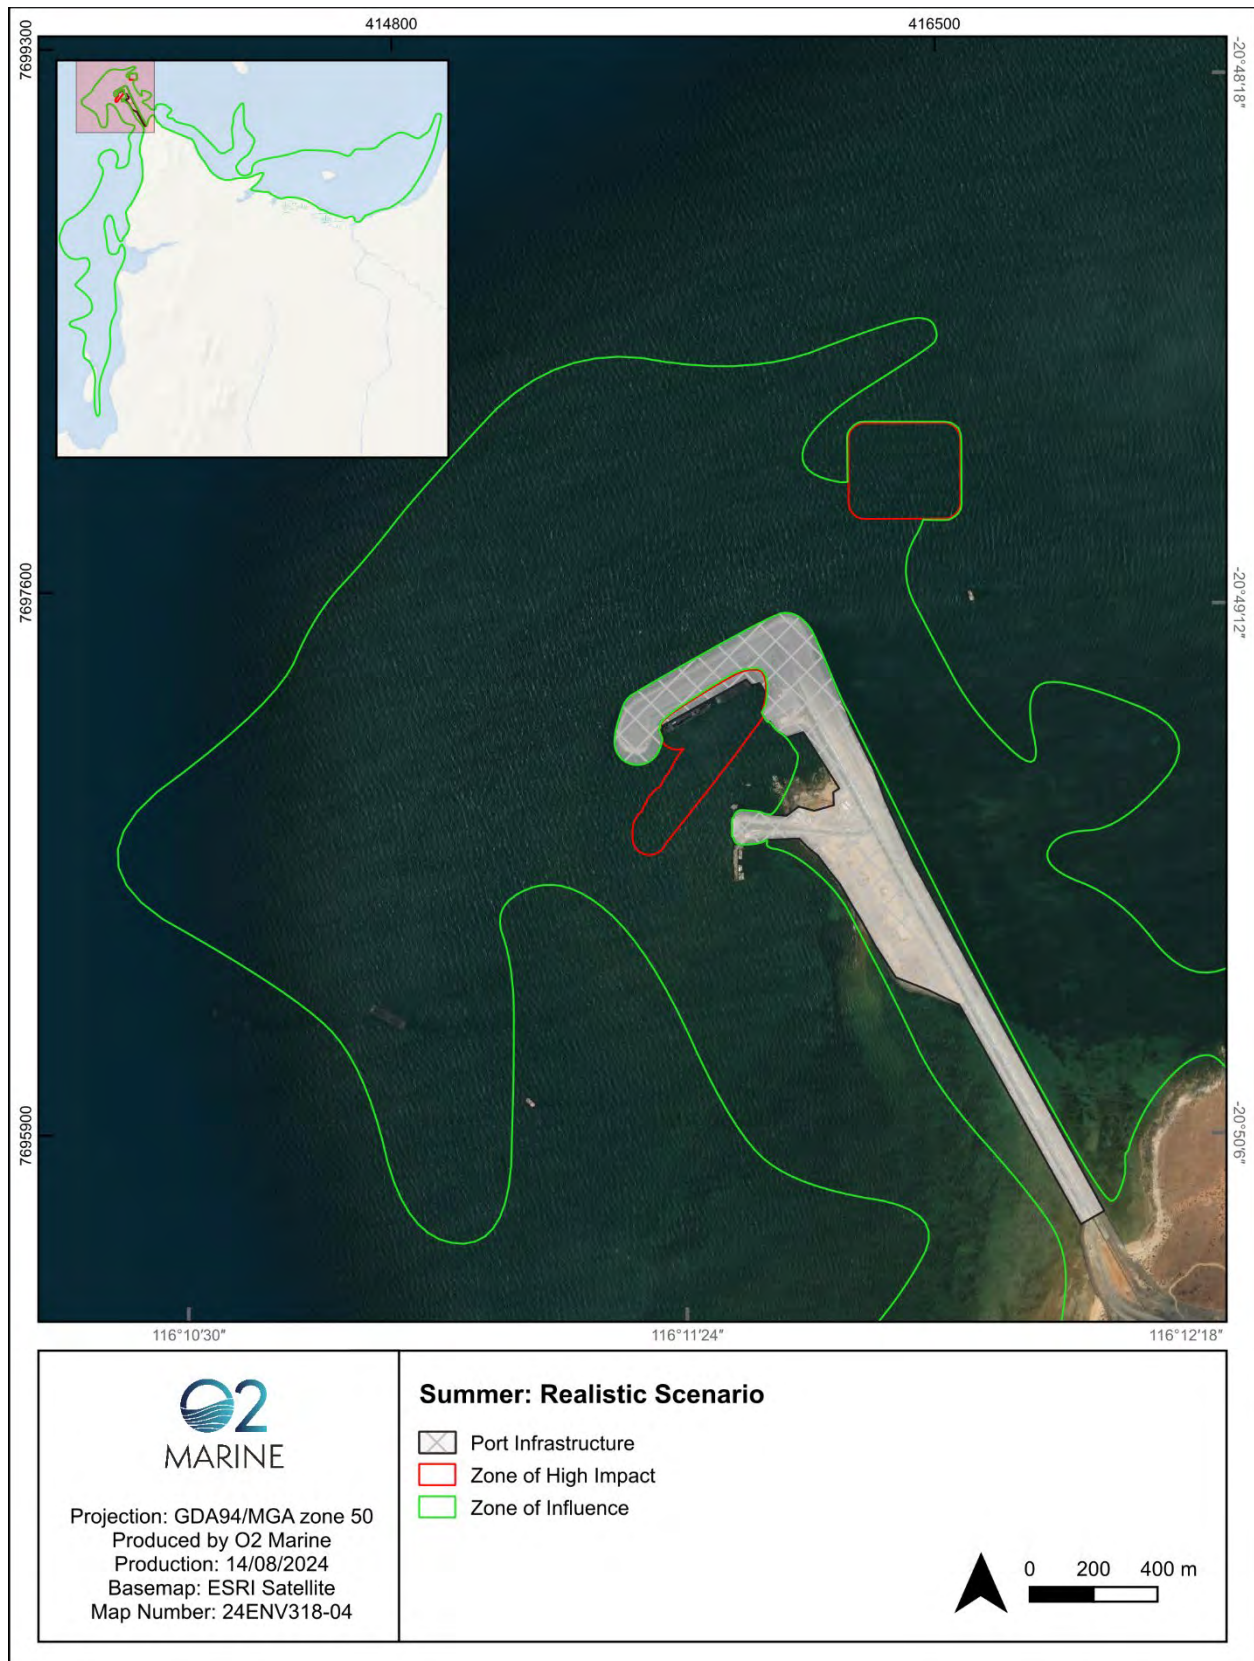 414800
416500
7699300
-20°48'18"
7697600
-20°49'12"
7695900
-20°50'6"
116°10'30"
116°11'24"
116°12'18"
O2
MARINE
Projection: GDA94/MGA zone 50
Produced by O2 Marine
Production: 14/08/2024
Basemap: ESRI Satellite
Map Number: 24ENV318-04
Summer: Realistic Scenario
Port Infrastructure
Zone of High Impact
Zone of Influence
0 200 400 m